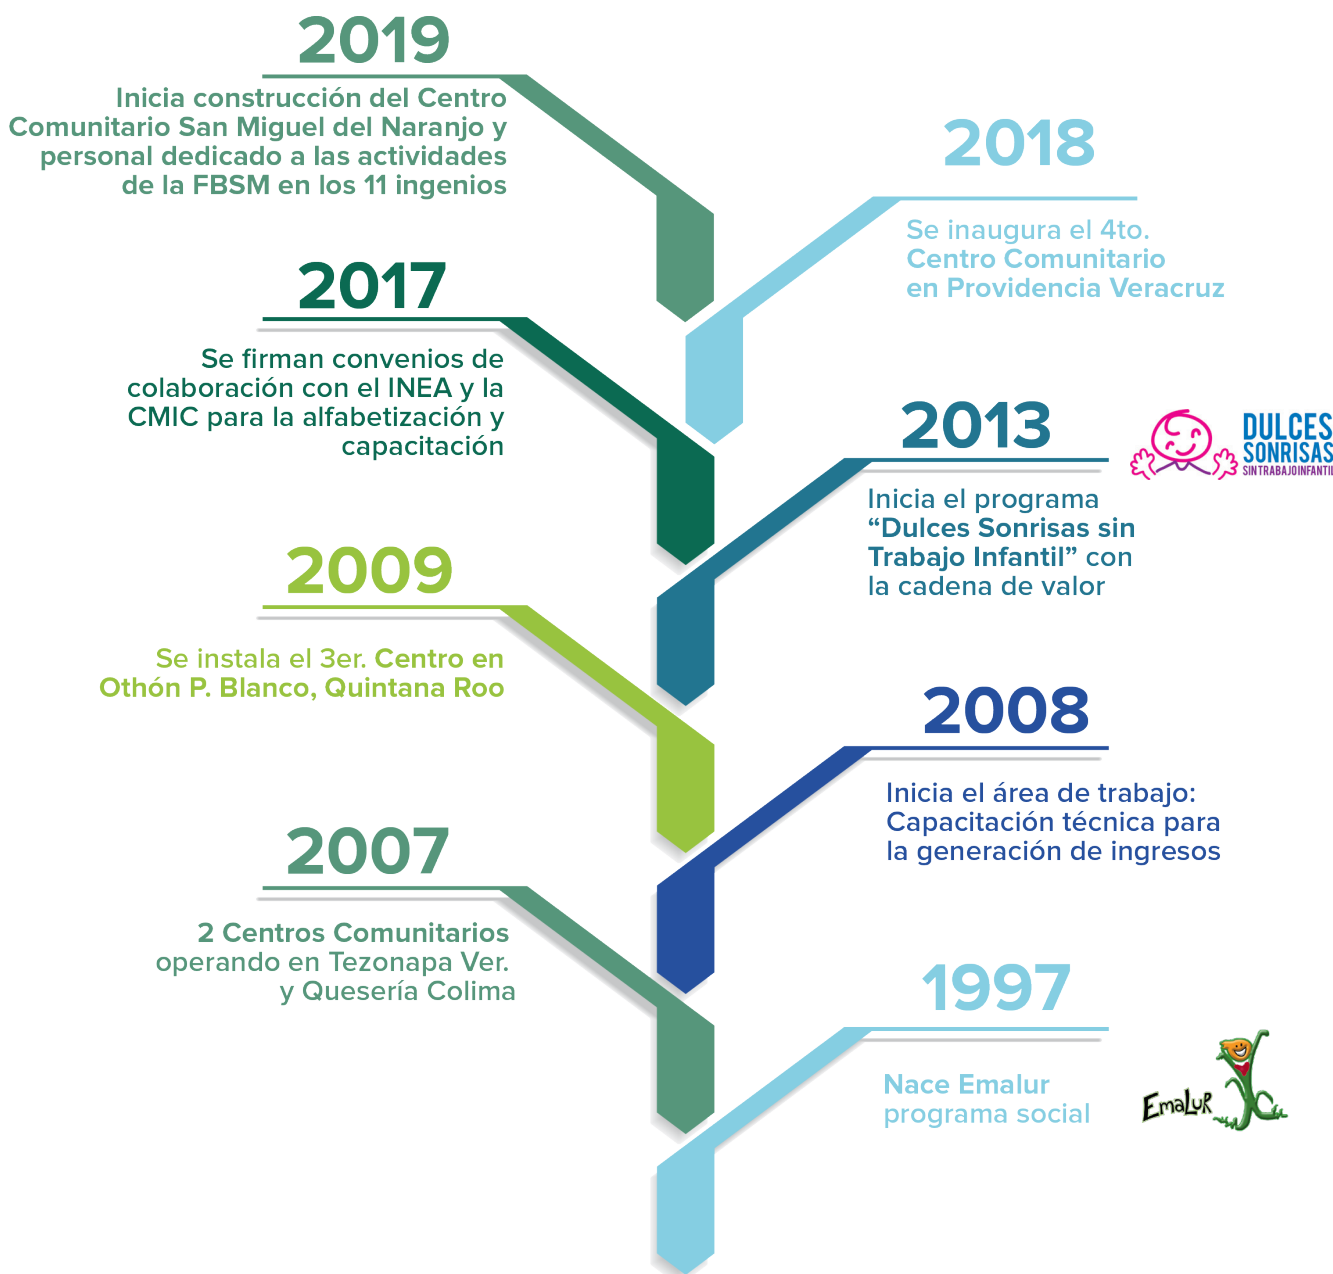 2019
Inicia construcción del Centro
Comunitario San Miguel del Naranjo y
personal dedicado a las actividades
de la FBSM en los 11 ingenios
2018
Se inaugura el 4to.
Centro Comunitario
en Providencia Veracruz
2017
Se firman convenios de
colaboración con el INEA y la
CMIC para la alfabetización y
capacitación
2013
DULCES
SONRISAS
SIN TRABAJO INFANTIL
Inicia el programa
“Dulces Sonrisas sin
Trabajo Infantil” con
la cadena de valor
2009
Se instala el 3er. Centro en
Othón P. Blanco, Quintana Roo
2008
Inicia el área de trabajo:
Capacitación técnica para
la generación de ingresos
2007
2 Centros Comunitarios
operando en Tezonapa Ver.
y Quesería Colima
1997
Nace Emalur
programa social
EmaLuR